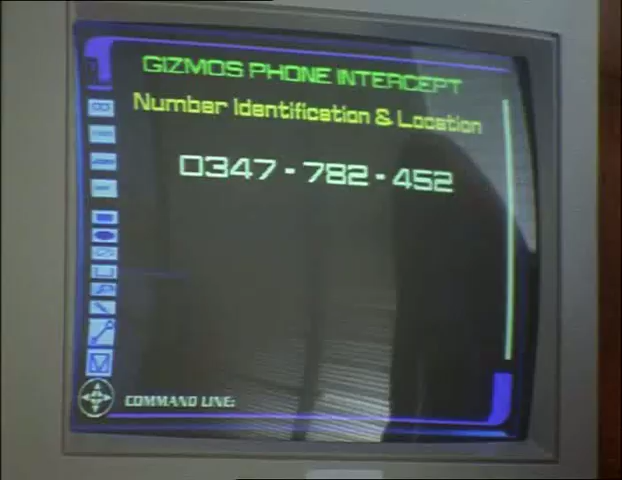 GIZMOS PHONE INTERCEPT
Number Identification & Location
0347-782-452
COMMAND LINE: